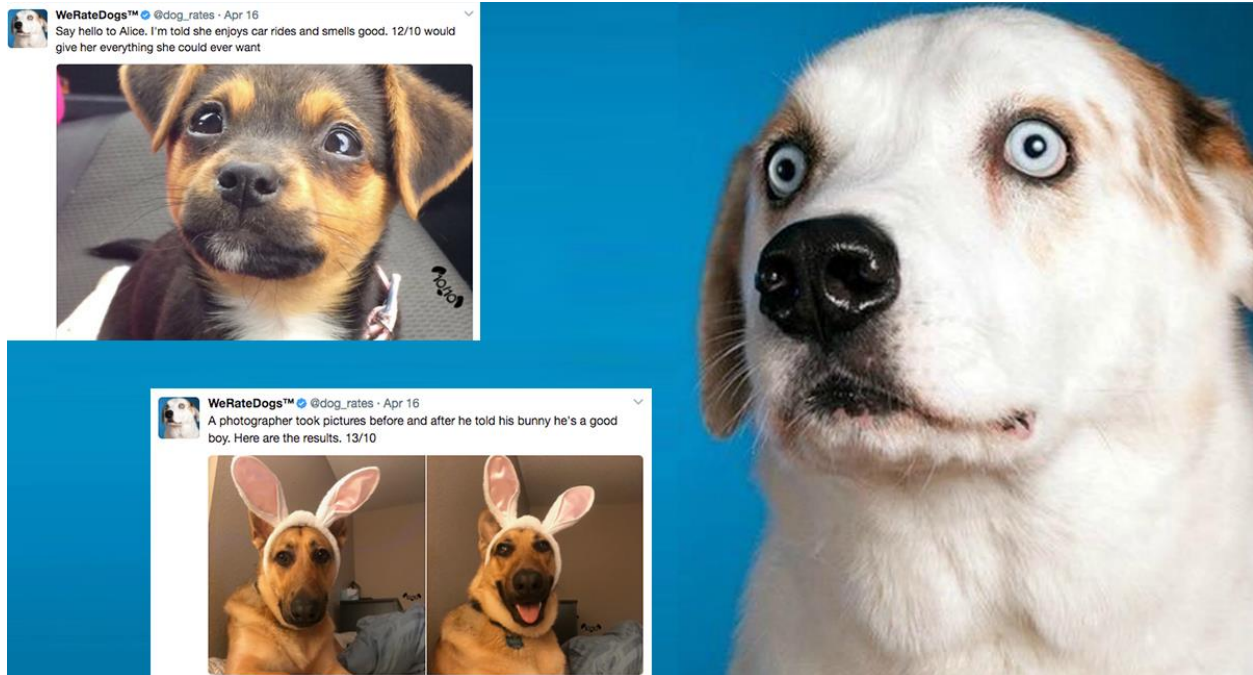 WeRateDogs™ @dog_rates · Apr 16
Say hello to Alice. I'm told she enjoys car rides and smells good. 12/10 would
give her everything she could ever want
WeRateDogs™ @dog_rates · Apr 16
A photographer took pictures before and after he told his bunny he's a good
boy. Here are the results. 13/10